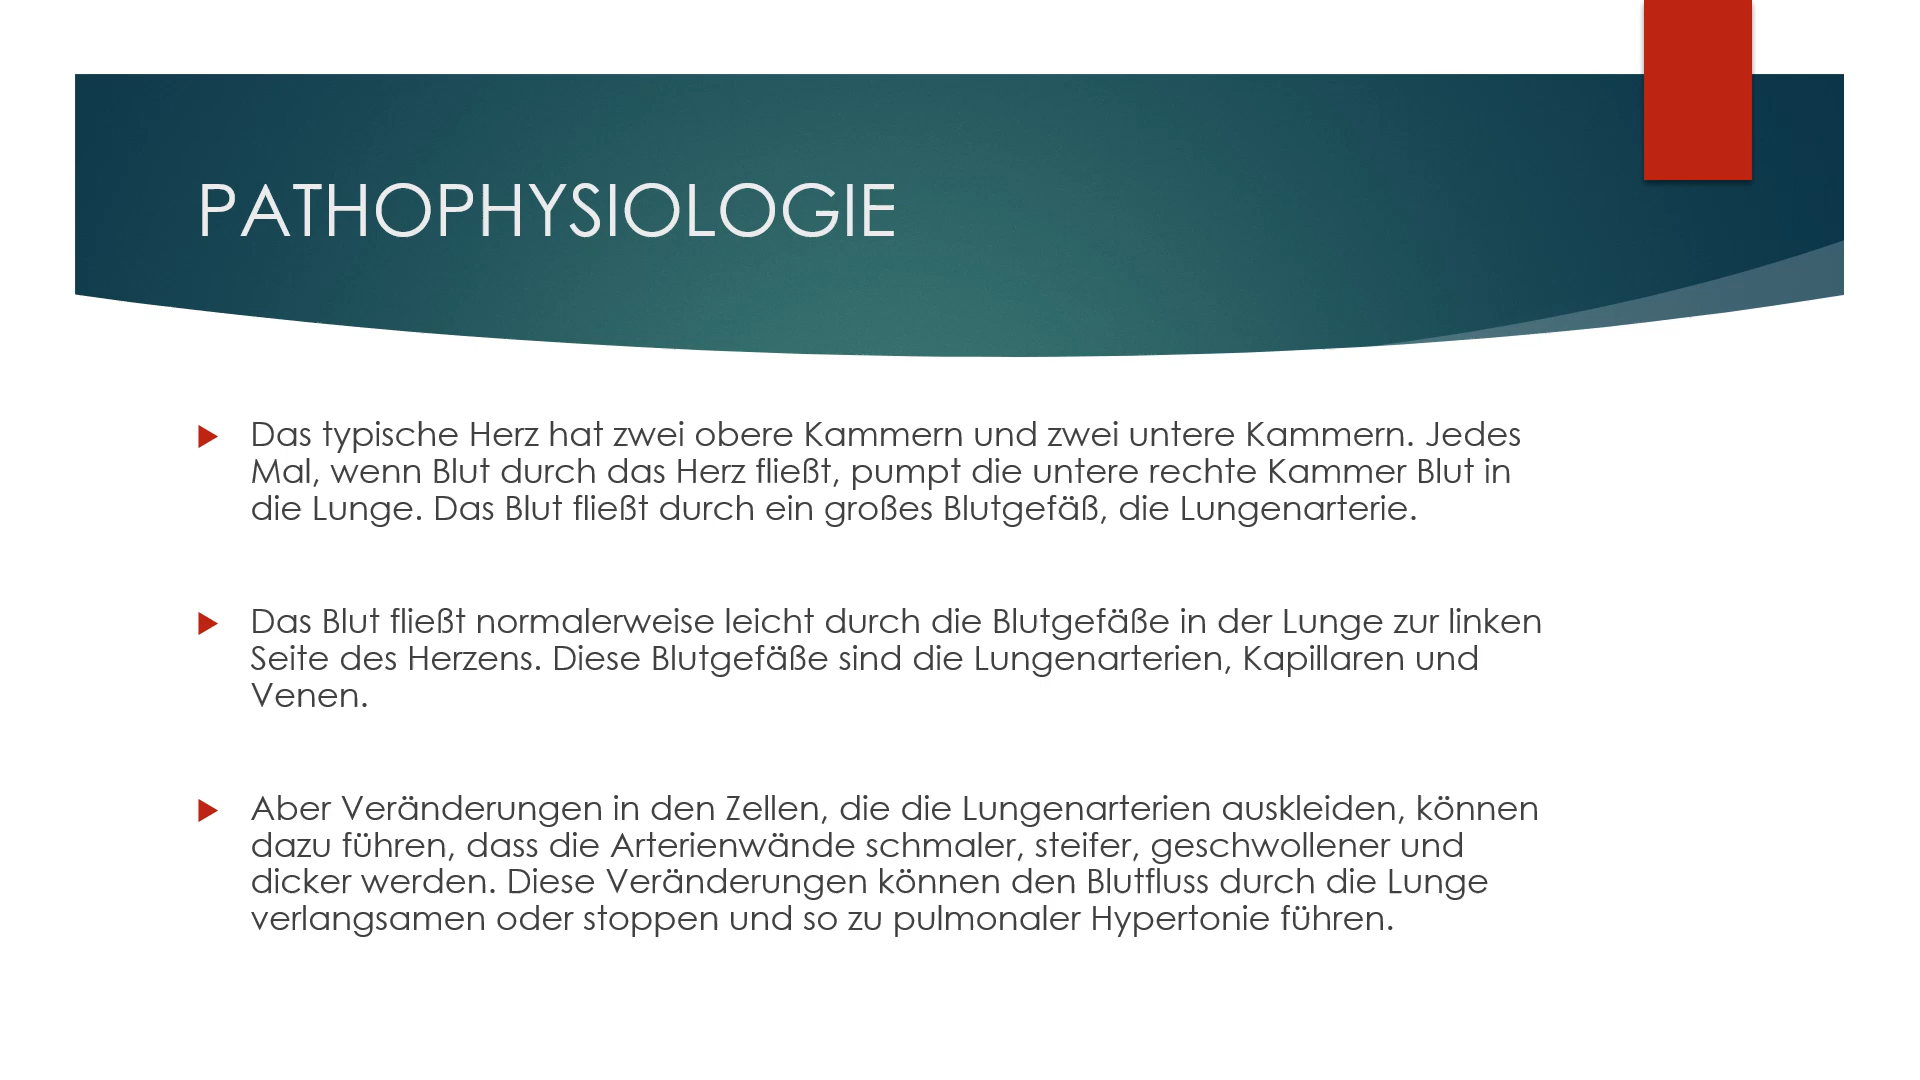 PATHOPHYSIOLOGIE
Das typische Herz hat zwei obere Kammern und zwei untere Kammern. Jedes
Mal, wenn Blut durch das Herz fließt, pumpt die untere rechte Kammer Blut in
die Lunge. Das Blut fließt durch ein großes Blutgefäß, die Lungenarterie.
Das Blut fließt normalerweise leicht durch die Blutgefäße in der Lunge zur linken
Seite des Herzens. Diese Blutgefäße sind die Lungenarterien, Kapillaren und
Venen.
Aber Veränderungen in den Zellen, die die Lungenarterien auskleiden, können
dazu führen, dass die Arterienwände schmaler, steifer, geschwollener und
dicker werden. Diese Veränderungen können den Blutfluss durch die Lunge
verlangsamen oder stoppen und so zu pulmonaler Hypertonie führen.